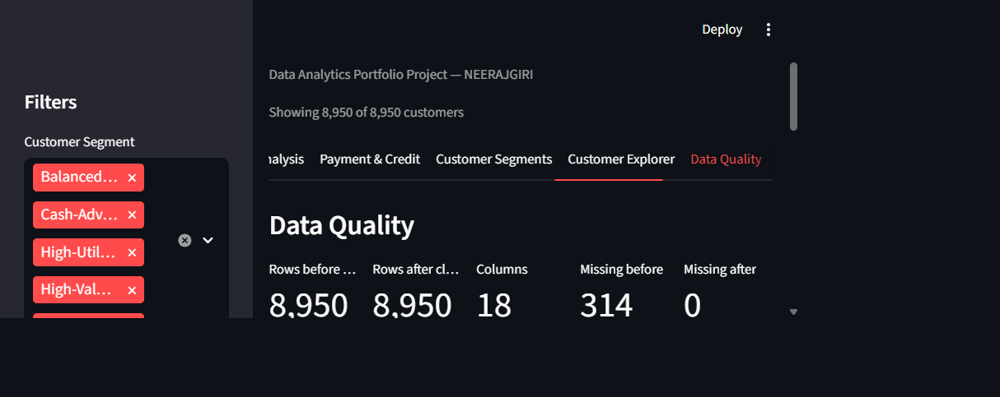 Deploy
Data Analytics Portfolio Project — NEERAJGIRI
Showing 8,950 of 8,950 customers
Filters
Customer Segment
Balanced...
Cash-Adv...
High-Util...
High-Val...
nalysis Payment & Credit Customer Segments Customer Explorer Data Quality
Data Quality
Rows before ... Rows after cl... Columns Missing before Missing after
8,950 8,950 18 314 0